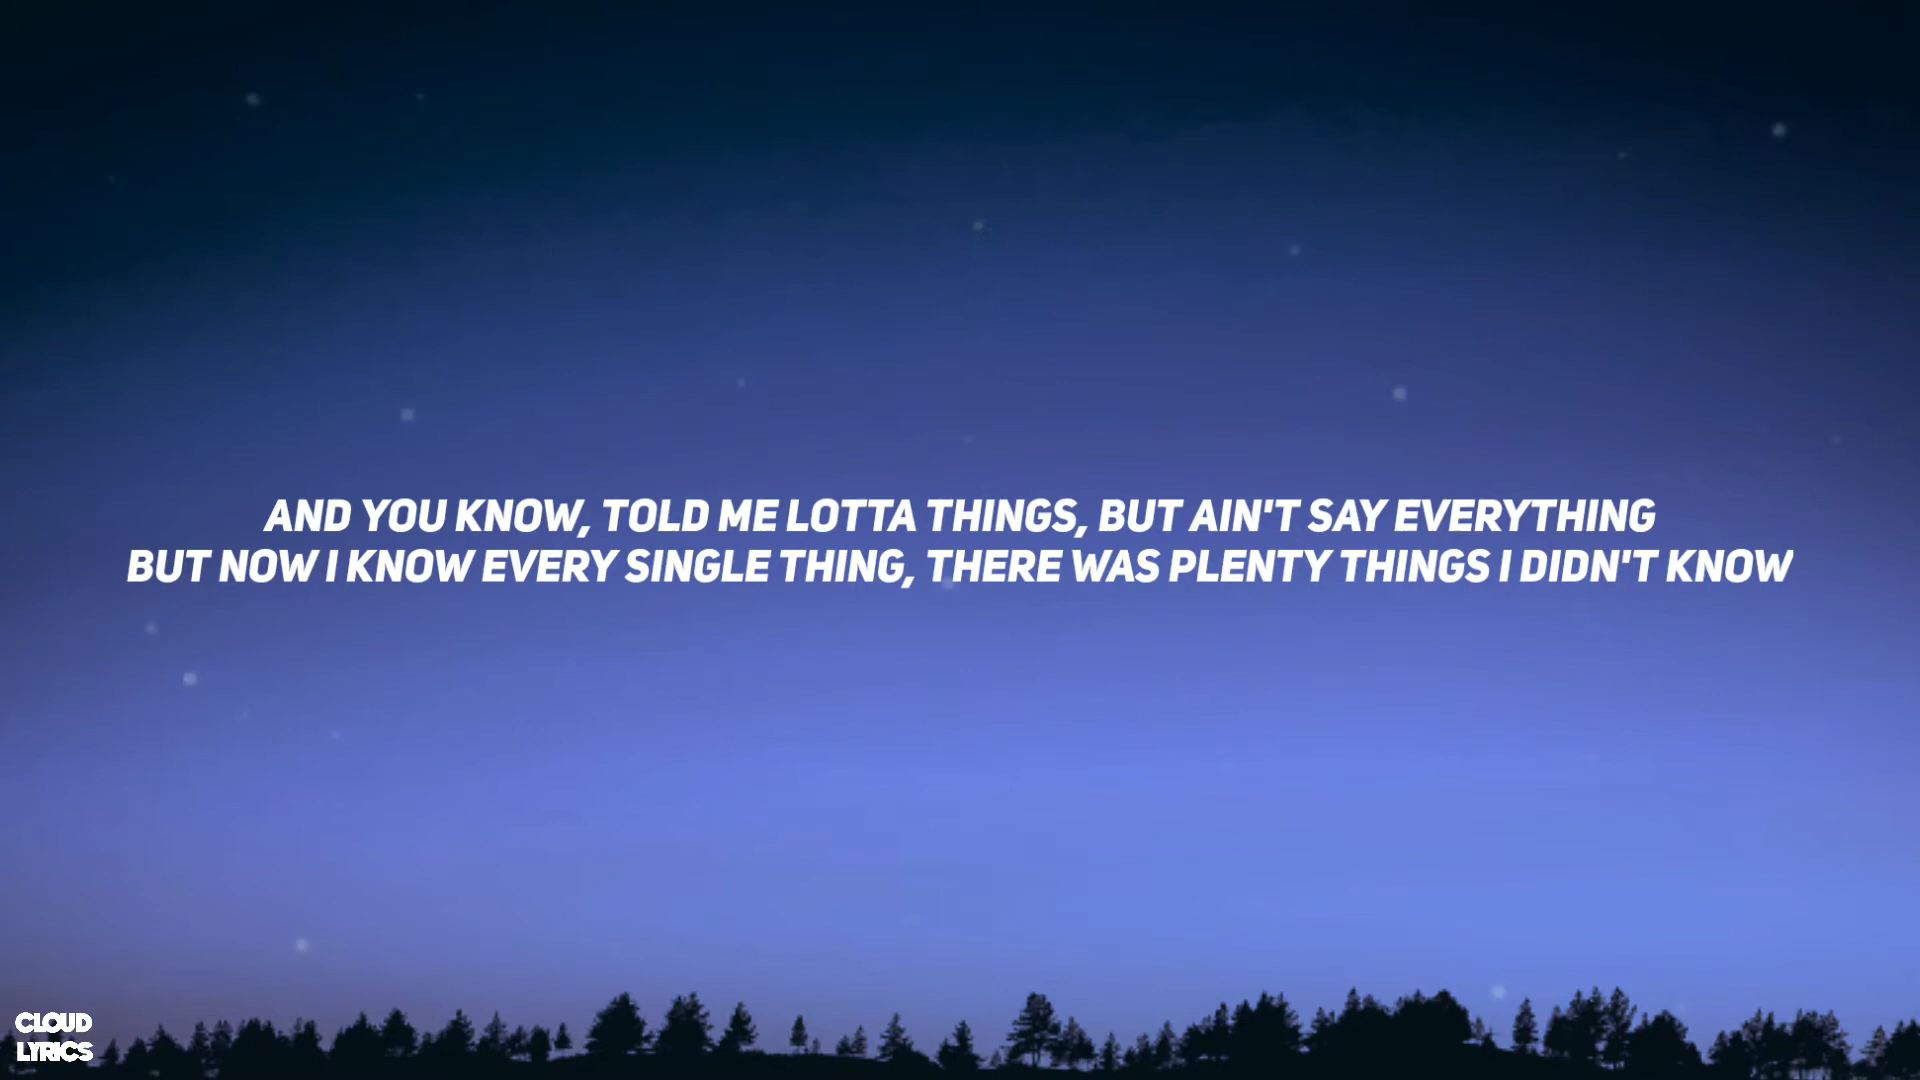 AND YOU KNOW, TOLD ME LOTTA THINGS, BUT AIN'T SAY EVERYTHING
BUT NOW I KNOW EVERY SINGLE THING, THERE WAS PLENTY THINGS I DIDN'T KNOW
CLOUD
LYRICS